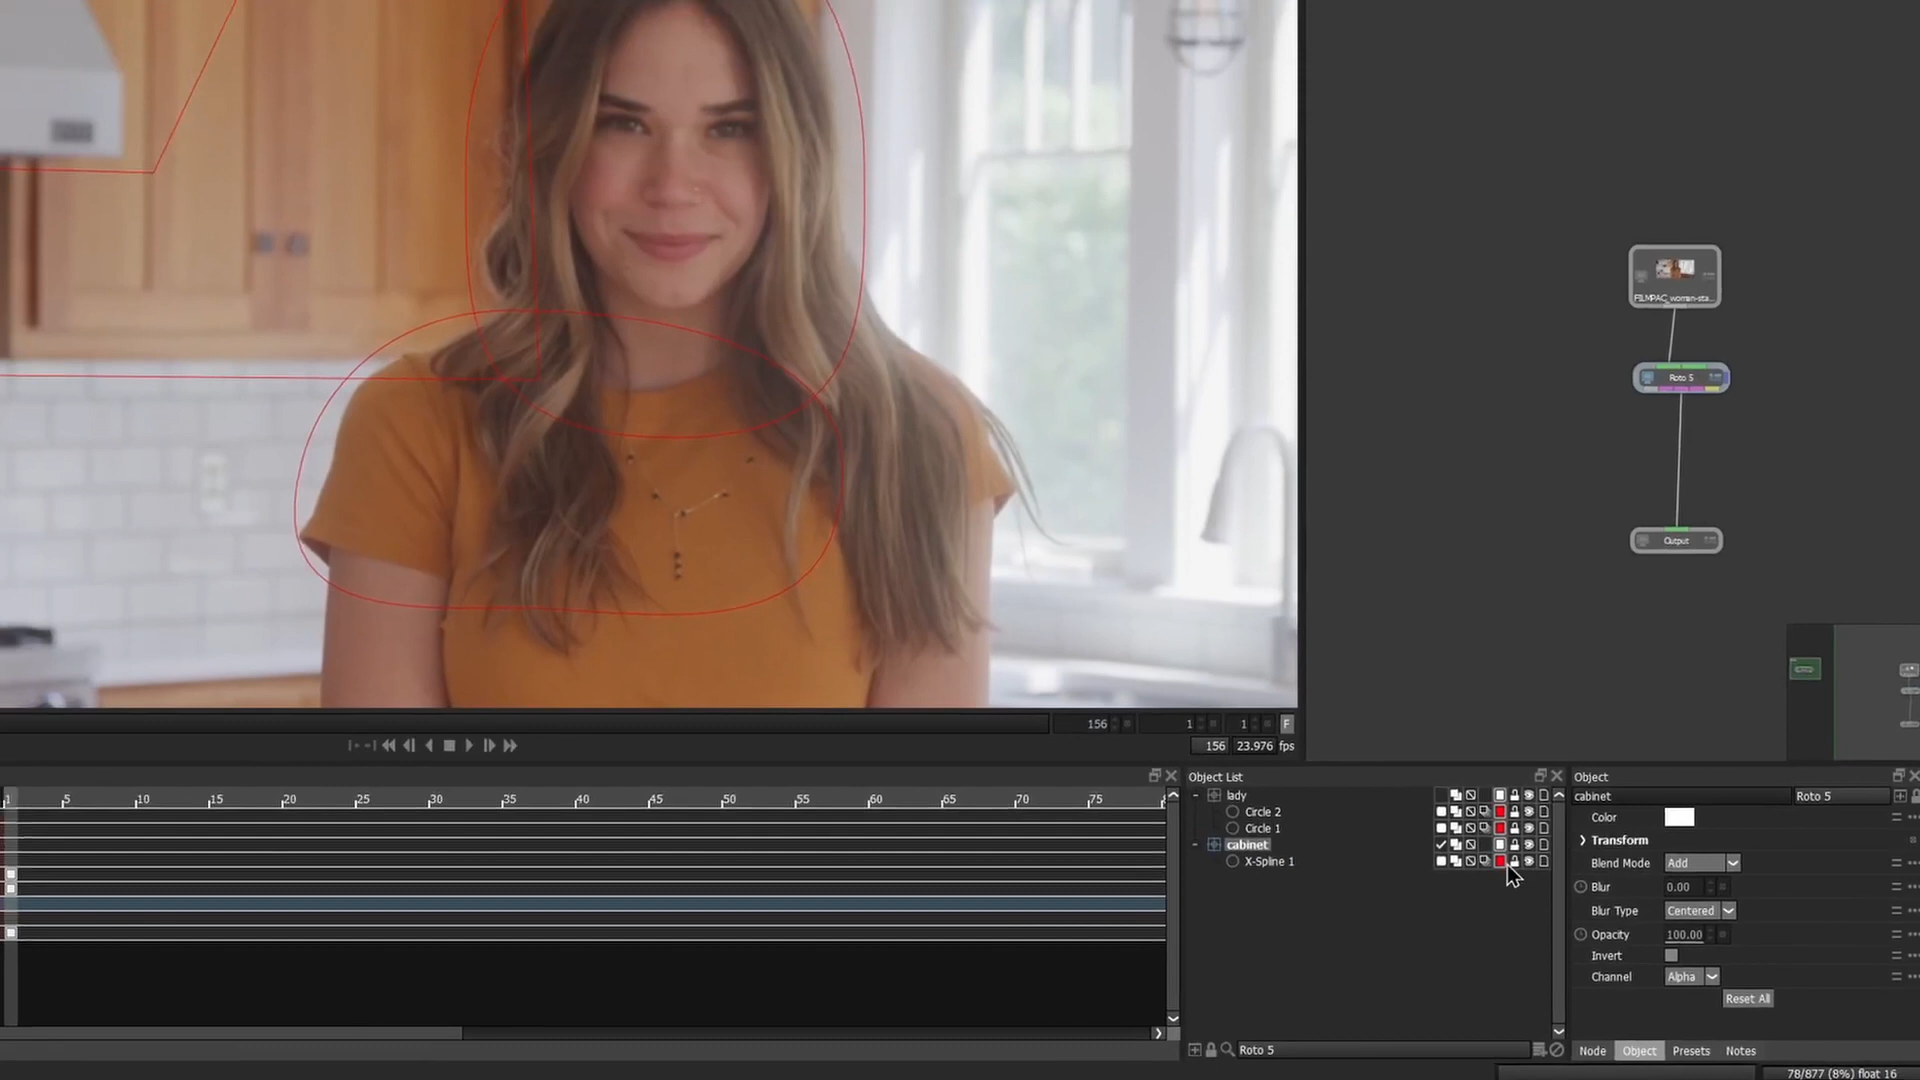 FILMPAC_woman-sta...
Roto 5
Output
156
1
1
F
156
23.976
fps
1
5
10
15
20
25
30
35
40
45
50
55
60
65
70
75
Object List
lady
Circle 2
Circle 1
cabinet
X-Spline 1
Roto 5
Object
cabinet
Roto 5
Color
Transform
Blend Mode
Add
Blur
0.00
Blur Type
Centered
Opacity
100.00
Invert
Channel
Alpha
Reset All
Node
Object
Presets
Notes
78/877 (8%) float 16